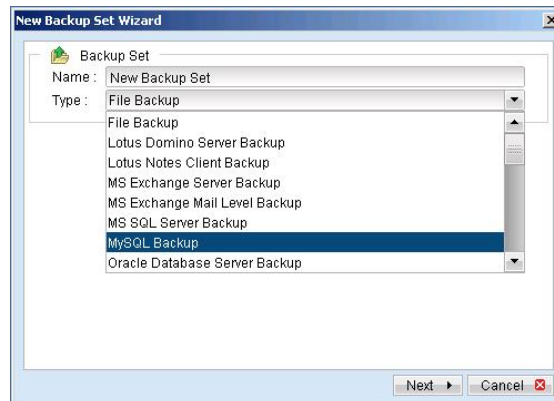 New Backup Set Wizard
Backup Set
Name : New Backup Set
Type : File Backup
File Backup
Lotus Domino Server Backup
Lotus Notes Client Backup
MS Exchange Server Backup
MS Exchange Mail Level Backup
MS SQL Server Backup
MySQL Backup
Oracle Database Server Backup
Next Cancel